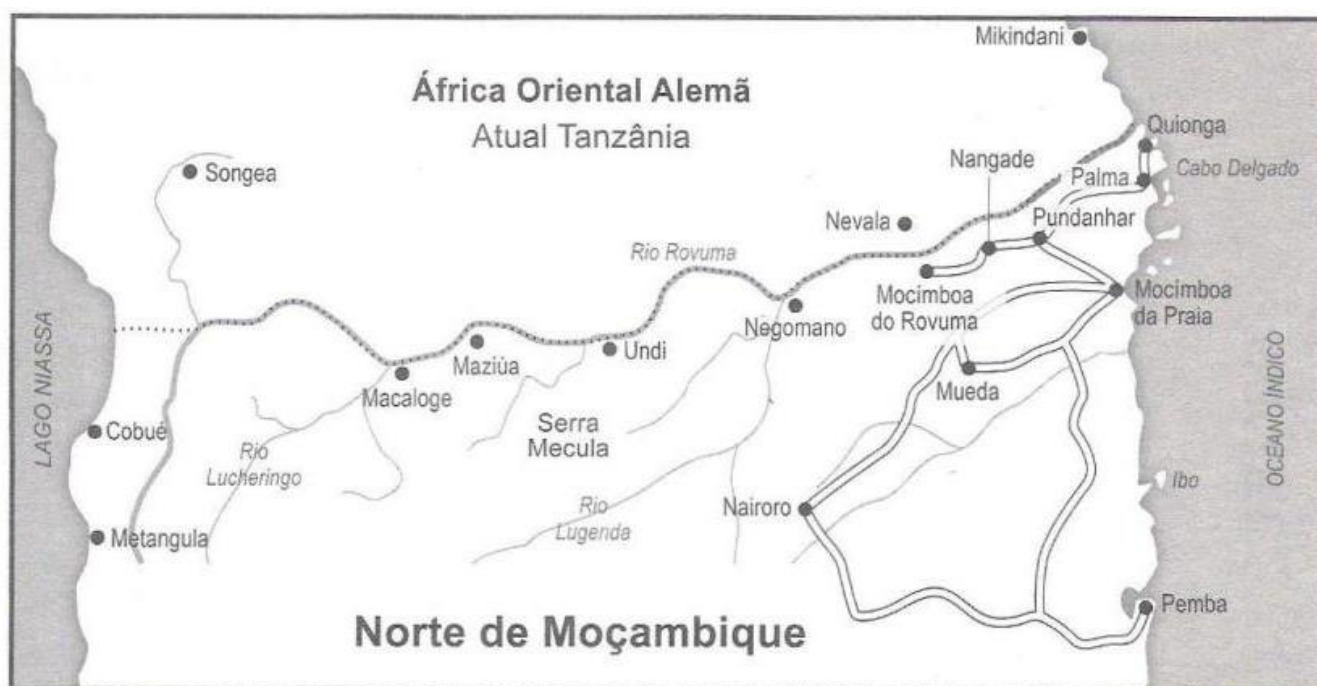 Mikindani
África Oriental Alemã
Atual Tanzânia
Quionga
Songea
Nangade
Palma
Cabo Delgado
Nevala
Pundanhar
Rio Rovuma
Mocimboa
do Rovuma
Mocimboa
da Praia
Negomano
Maziúa
Undi
Macaloge
Mueda
LAGO NIASSA
OCEANO ÍNDICO
Cobué
Serra
Mecula
Rio
Lucheringo
Ibo
Nairoro
Rio
Lugenda
Metangula
Pemba
Norte de Moçambique